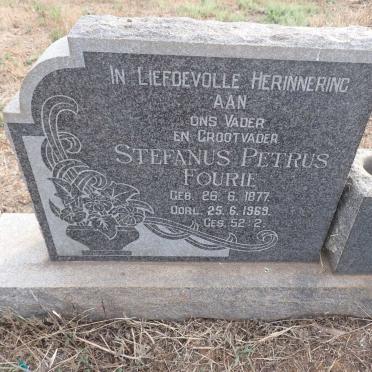 In Liefdevolle Herinnering
aan
ons Vader
en Grootvader
Stefanus Petrus
Fourie
Geb. 26. 6. 1877.
Oorl. 25. 6. 1969.
Ges. 52-2.